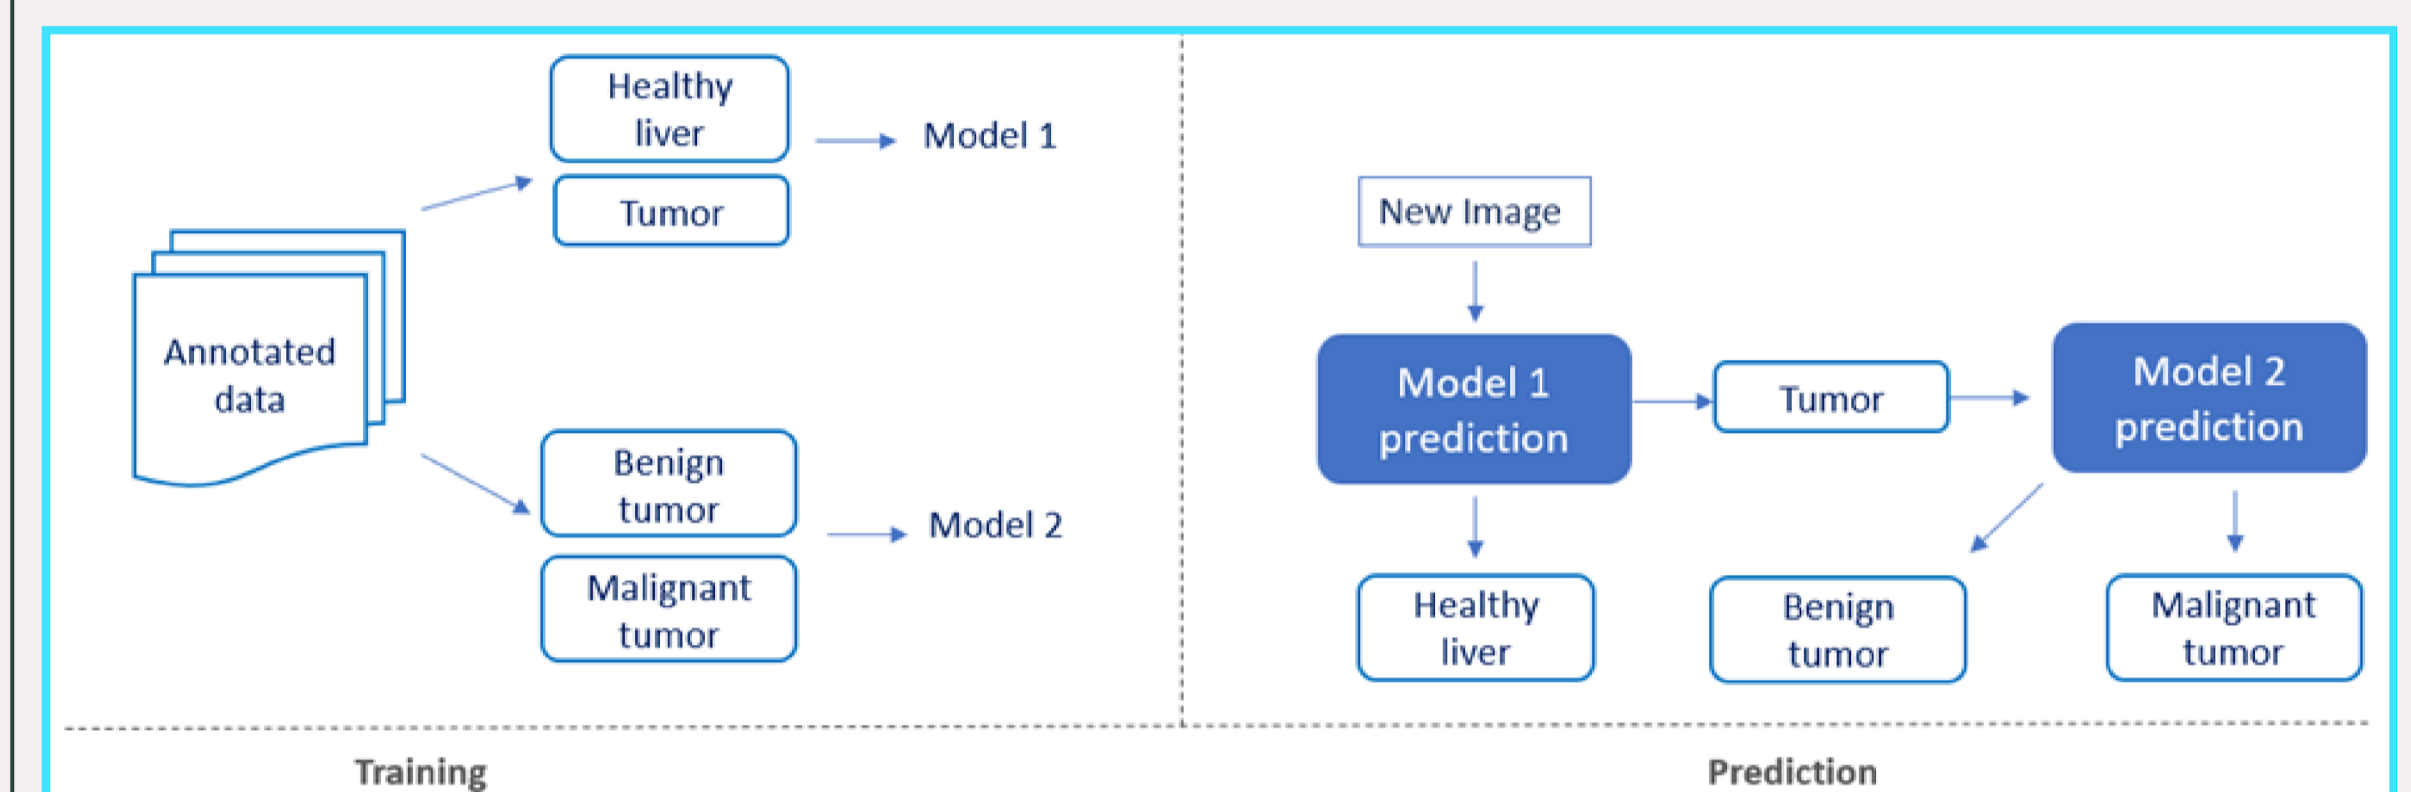 Healthy
liver
Tumor
Model 1
Annotated
data
Benign
tumor
Malignant
tumor
Model 2
Training
New Image
Model 1
prediction
Tumor
Model 2
prediction
Healthy
liver
Benign
tumor
Malignant
tumor
Prediction